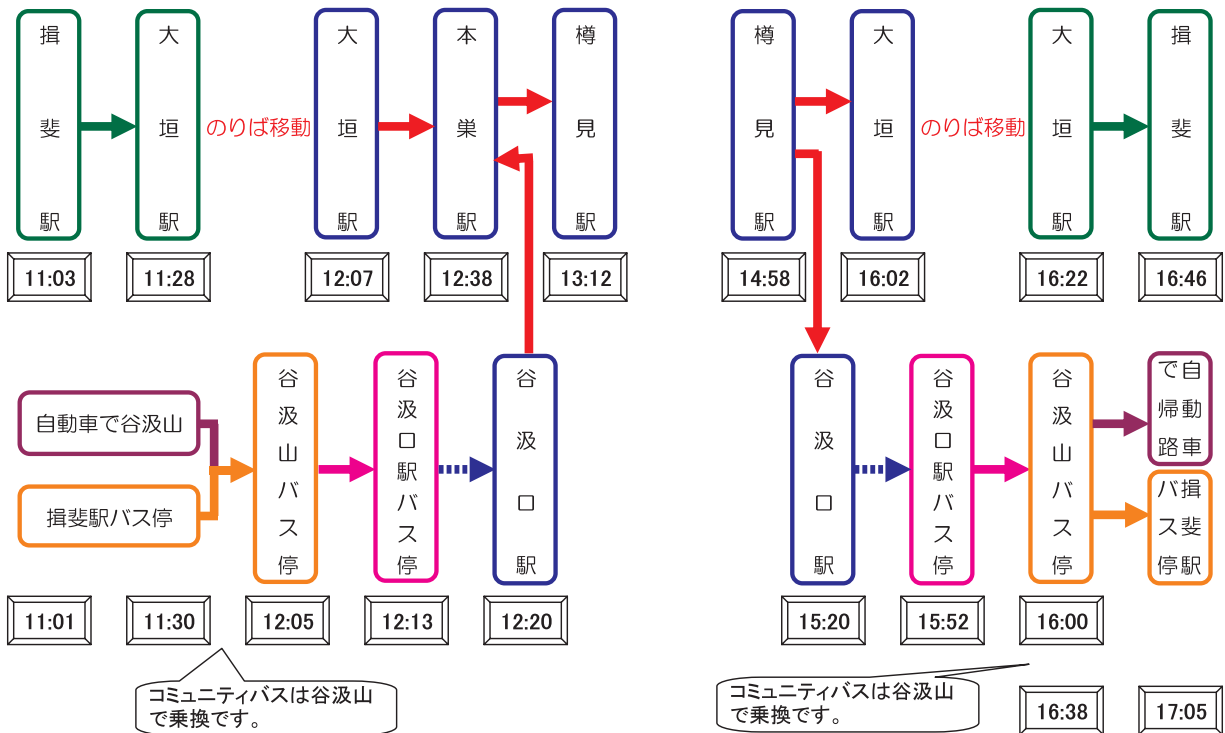 揖斐駅
大垣駅
のりば移動
大垣駅
本巣駅
樽見駅
11:03
11:28
12:07
12:38
13:12
自動車で谷汲山
揖斐駅バス停
谷汲山バス停
谷汲口駅バス停
谷汲口駅
11:01
11:30
12:05
12:13
12:20
コミュニティバスは谷汲山
で乗換です。
樽見駅
大垣駅
のりば移動
大垣駅
揖斐駅
14:58
16:02
16:22
16:46
谷汲口駅
谷汲口駅バス停
谷汲山バス停
自動車
で帰路
揖斐駅
バス停
15:20
15:52
16:00
コミュニティバスは谷汲山
で乗換です。
16:38
17:05